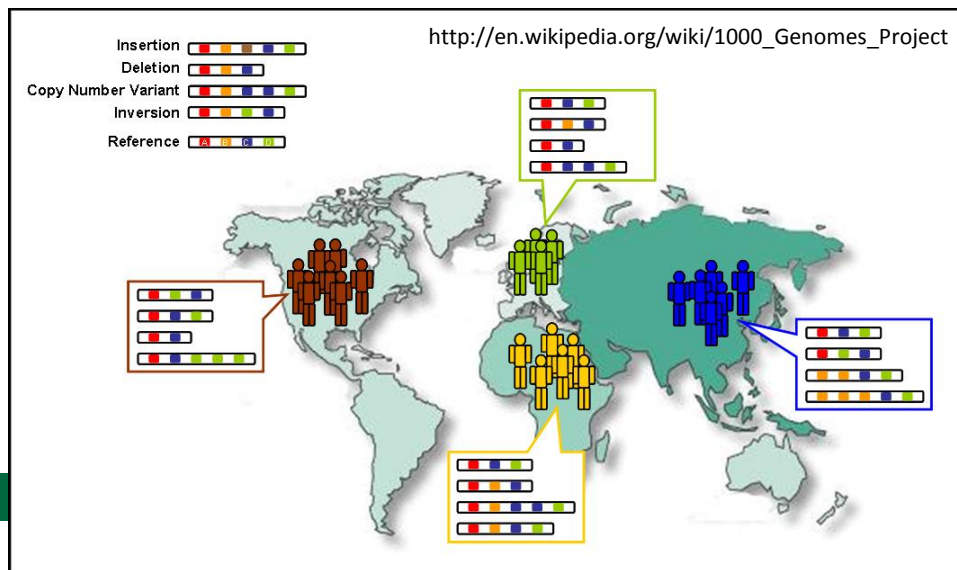 http://en.wikipedia.org/wiki/1000_Genomes_Project
Insertion
Deletion
Copy Number Variant
Inversion
Reference
A B C D